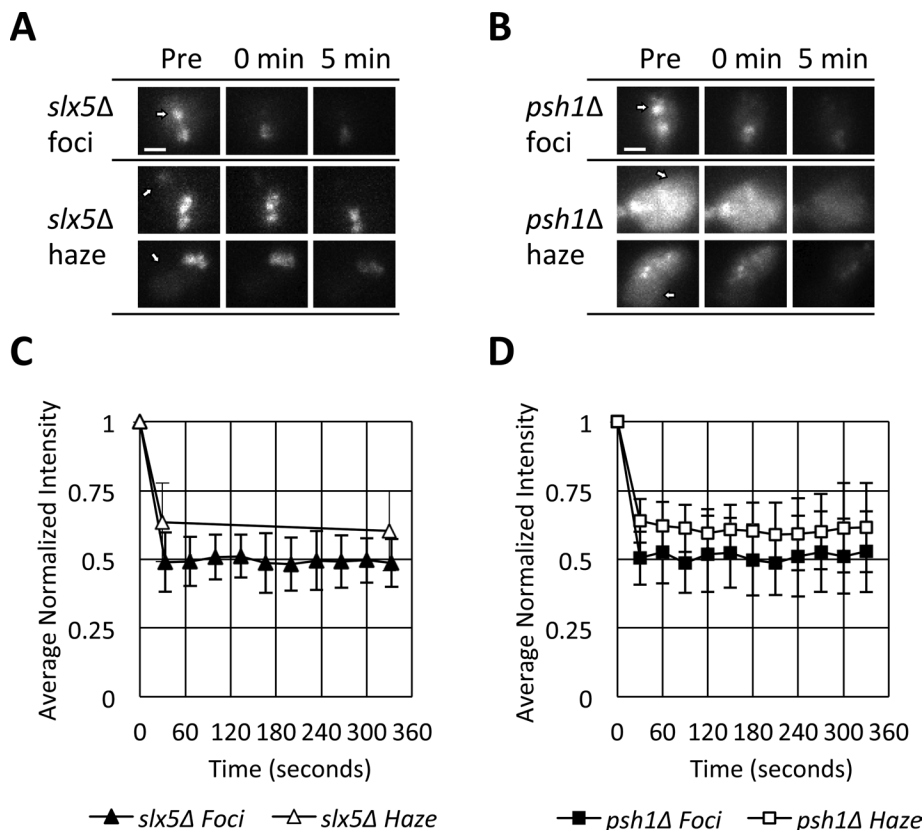 A
Pre 0 min 5 min
slx5Δ
foci
slx5Δ
haze
B
Pre 0 min 5 min
psh1Δ
foci
psh1Δ
haze
C
Average Normalized Intensity
1
0.75
0.5
0.25
0
0 60 120 180 240 300 360
Time (seconds)
slx5Δ Foci slx5Δ Haze
D
Average Normalized Intensity
1
0.75
0.5
0.25
0
0 60 120 180 240 300 360
Time (seconds)
psh1Δ Foci psh1Δ Haze